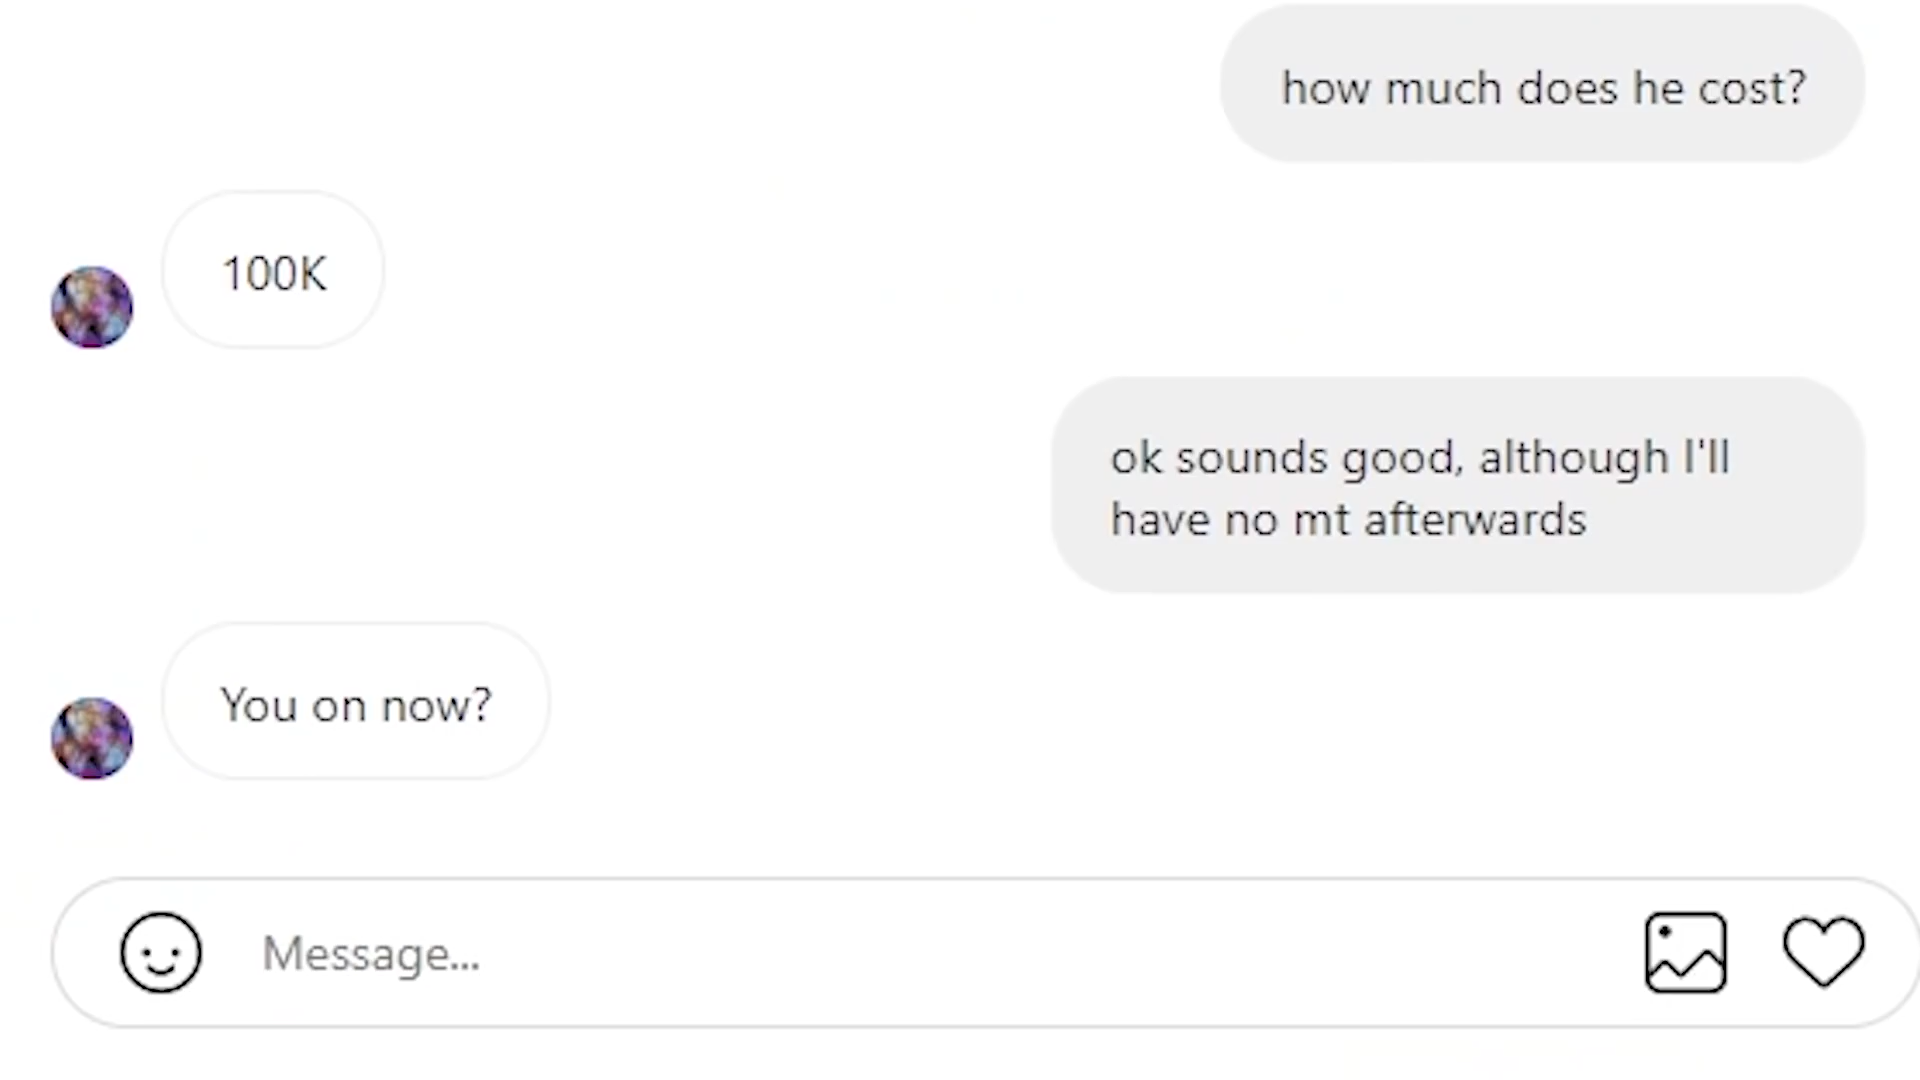 how much does he cost?
100K
ok sounds good, although I'll
have no mt afterwards
You on now?
Message...